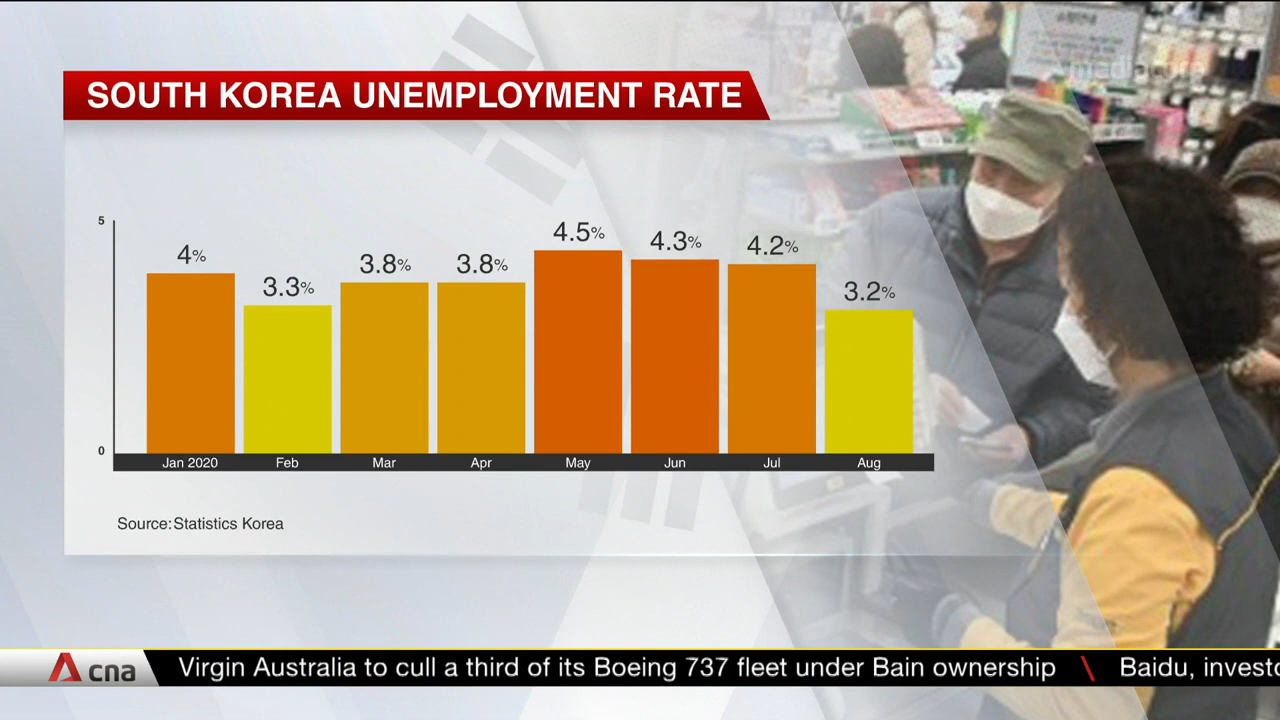 SOUTH KOREA UNEMPLOYMENT RATE
5
4%
3.3%
3.8%
3.8%
4.5%
4.3%
4.2%
3.2%
0
Jan 2020
Feb
Mar
Apr
May
Jun
Jul
Aug
Source:Statistics Korea
cna
Virgin Australia to cull a third of its Boeing 737 fleet under Bain ownership \ Baidu, investo